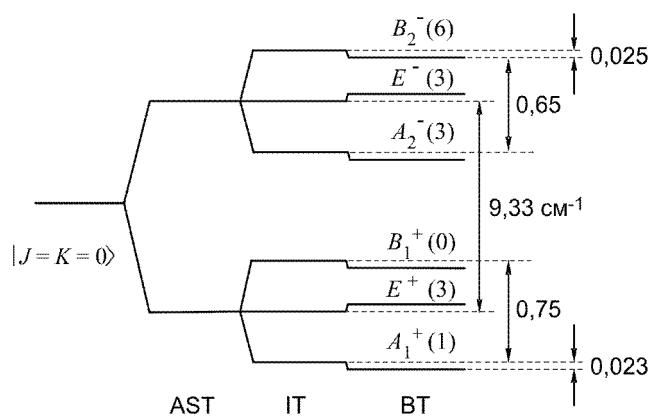 B₂⁻(6)
0,025
E⁻(3)
0,65
A₂⁻(3)
9,33 см⁻¹
|J = K = 0⟩
B₁⁺(0)
E⁺(3)
0,75
A₁⁺(1)
0,023
AST IT BT